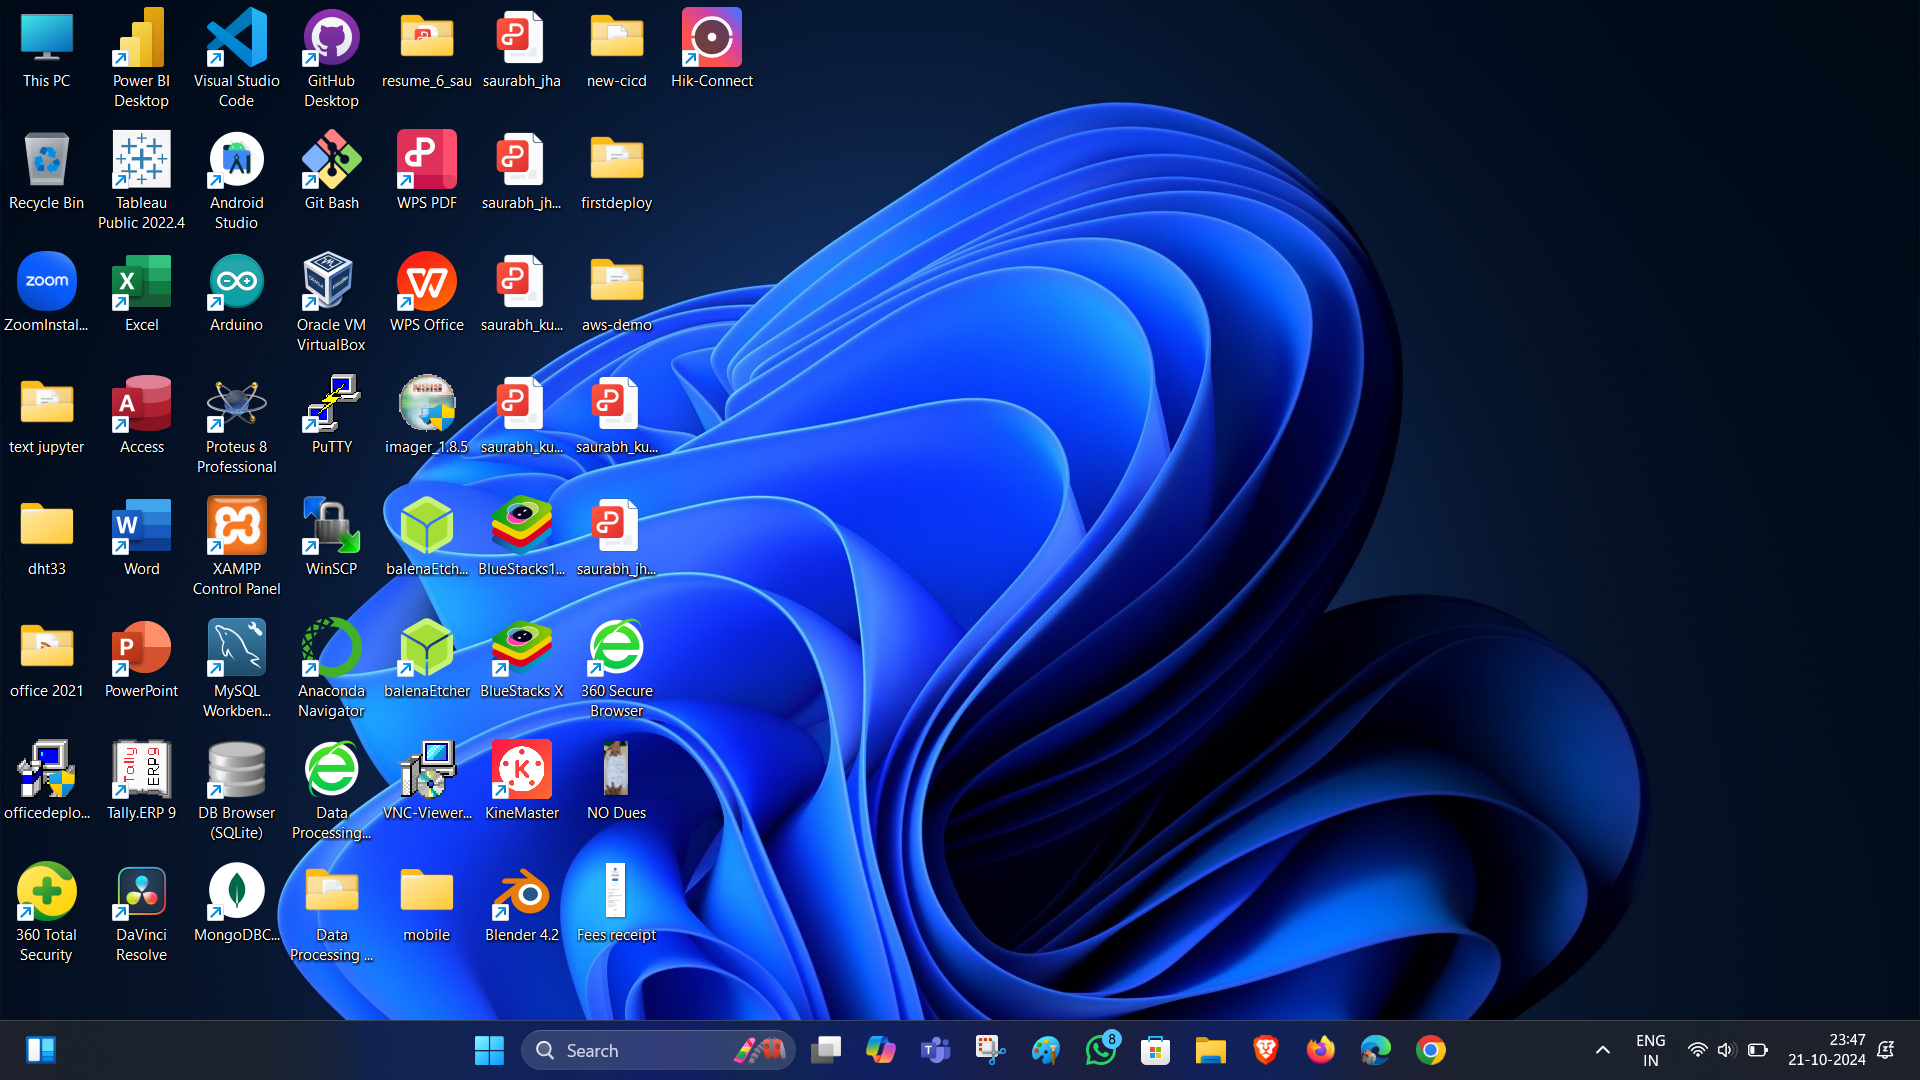 This PC
Power BI
Desktop
Visual Studio
Code
GitHub
Desktop
resume_6_sau
saurabh_jha
new-cicd
Hik-Connect
Recycle Bin
Tableau
Public 2022.4
Android
Studio
Git Bash
WPS PDF
saurabh_jh...
firstdeploy
zoom
ZoomInstal...
Excel
Arduino
Oracle VM
VirtualBox
WPS Office
saurabh_ku...
aws-demo
text jupyter
Access
Proteus 8
Professional
PuTTY
imager_1.8.5
saurabh_ku...
saurabh_ku...
dht33
Word
XAMPP
Control Panel
WinSCP
balenaEtch...
BlueStacks1...
saurabh_jh...
office 2021
PowerPoint
MySQL
Workben...
Anaconda
Navigator
balenaEtcher
BlueStacks X
360 Secure
Browser
officedeplo...
Tally
ERP9
Tally.ERP 9
DB Browser
(SQLite)
Data
Processing...
VNC-Viewer...
KineMaster
NO Dues
360 Total
Security
DaVinci
Resolve
MongoDBC...
Data
Processing ...
mobile
Blender 4.2
Fees receipt
Search
8
ENG
IN
23:47
21-10-2024